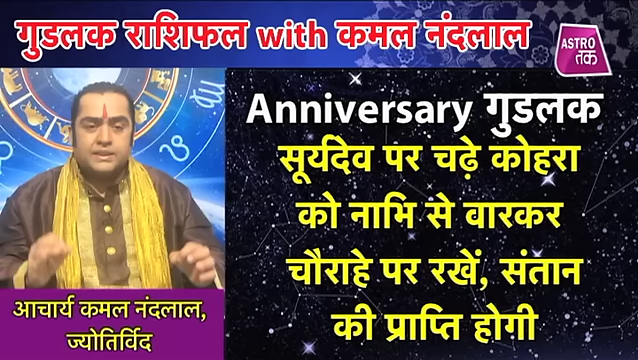 गुडलक राशिफल with कमल नंदलाल
ASTRO
तक
Anniversary गुडलक
सूर्यदेव पर चढ़े कोहरा
को नाभि से वारकर
चौराहे पर रखें, संतान
की प्राप्ति होगी
आचार्य कमल नंदलाल,
ज्योतिर्विद